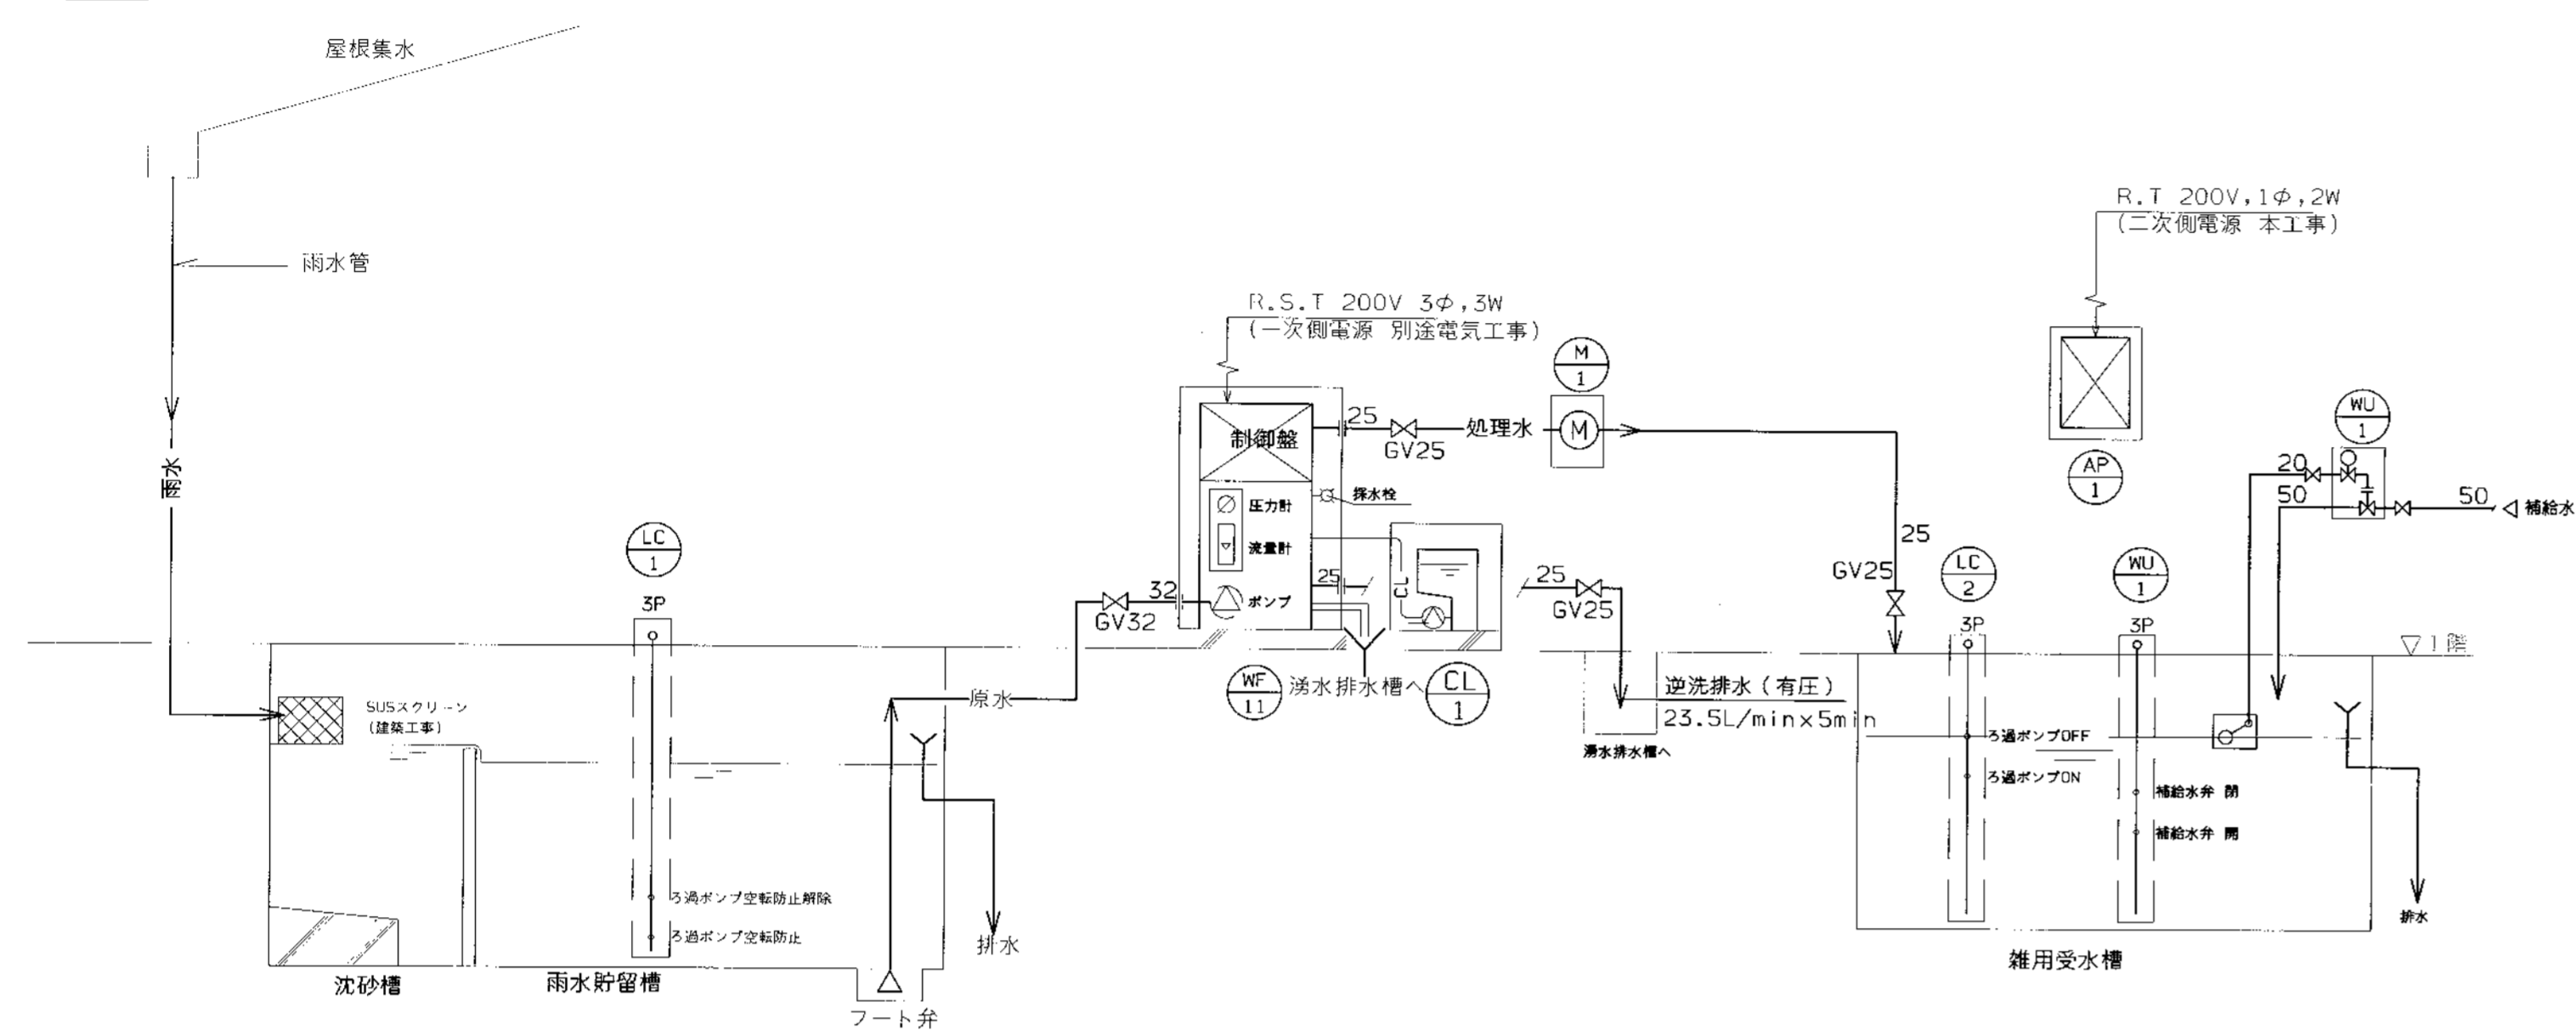 屋根集水
雨水管
雨水
SUSスクリーン
(建築工事)
LC
1
3P
ろ過ポンプ空転防止解除
ろ過ポンプ空転防止
沈砂槽
雨水貯留槽
フート弁
原水
排水
GV32
32
R.S.T 200V 3φ,3W
(一次側電源 別途電気工事)
制御盤
圧力計
流量計
ポンプ
採水栓
25
GV25
処理水
M
1
M
25
CL
WF
11
湧水排水槽へ
CL
1
25
GV25
逆洗排水(有圧)
23.5L/min×5min
湧水排水槽へ
25
GV25
R.T 200V,1φ,2W
(二次側電源 本工事)
AP
1
LC
2
3P
ろ過ポンプOFF
ろ過ポンプON
WU
1
3P
補給水弁 閉
補給水弁 開
WU
1
20
50
50
補給水
1階
排水
雑用受水槽